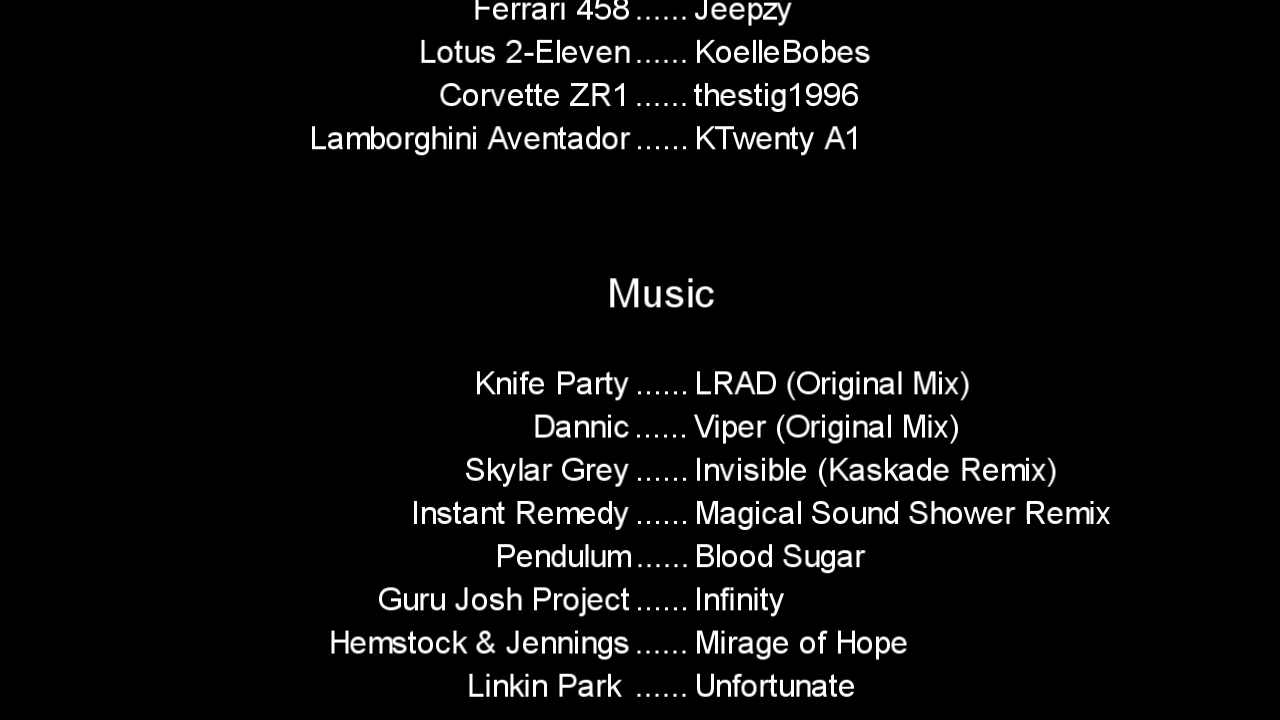 Ferrari 458 ...... Jeepzy
Lotus 2-Eleven ...... KoelleBobes
Corvette ZR1 ...... thestig1996
Lamborghini Aventador ...... KTwenty A1
Music
Knife Party ...... LRAD (Original Mix)
Dannic ...... Viper (Original Mix)
Skylar Grey ...... Invisible (Kaskade Remix)
Instant Remedy ...... Magical Sound Shower Remix
Pendulum ...... Blood Sugar
Guru Josh Project ...... Infinity
Hemstock & Jennings ...... Mirage of Hope
Linkin Park ...... Unfortunate